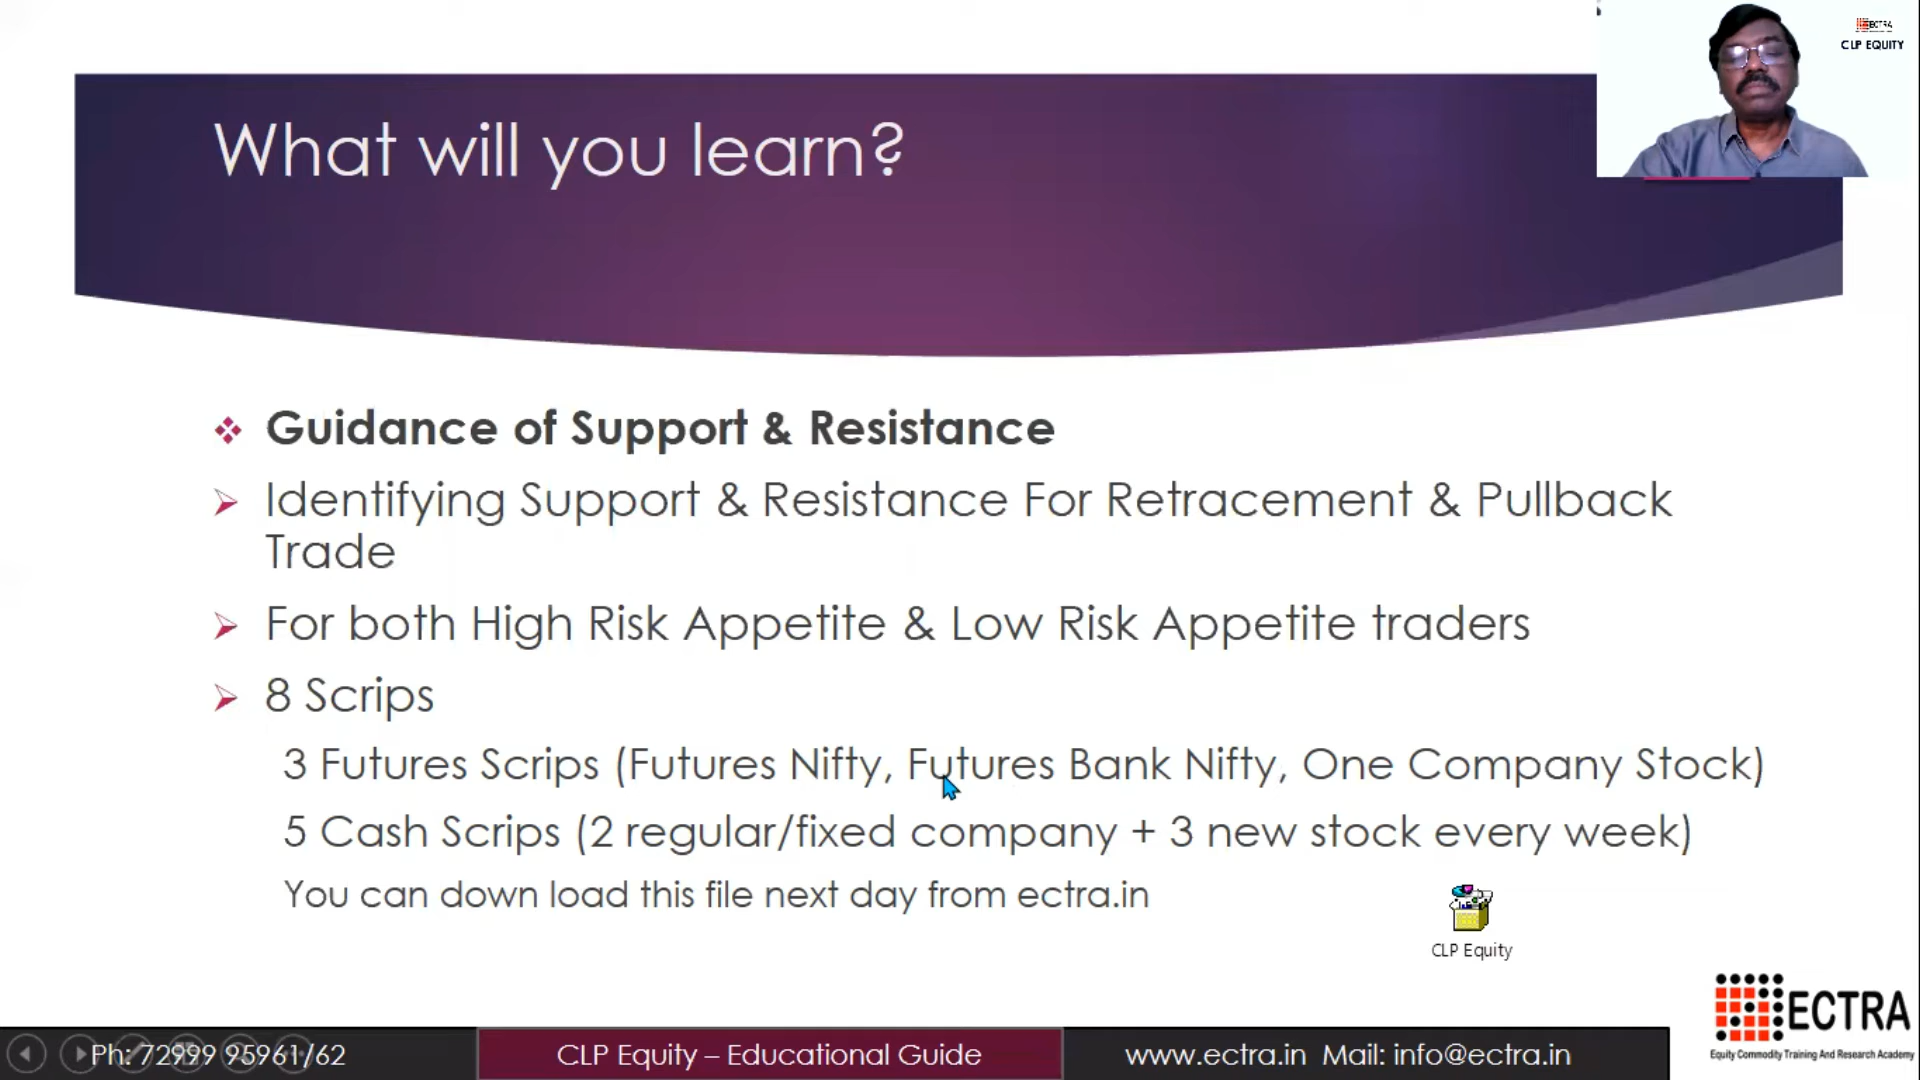 ECTRA
CLP EQUITY
What will you learn?
Guidance of Support & Resistance
Identifying Support & Resistance For Retracement & Pullback
Trade
For both High Risk Appetite & Low Risk Appetite traders
8 Scrips
3 Futures Scrips (Futures Nifty, Futures Bank Nifty, One Company Stock)
5 Cash Scrips (2 regular/fixed company + 3 new stock every week)
You can down load this file next day from ectra.in
CLP Equity
ECTRA
Equity Commodity Training And Research Academy
Ph: 72999 95961/62
CLP Equity – Educational Guide
www.ectra.in Mail: info@ectra.in